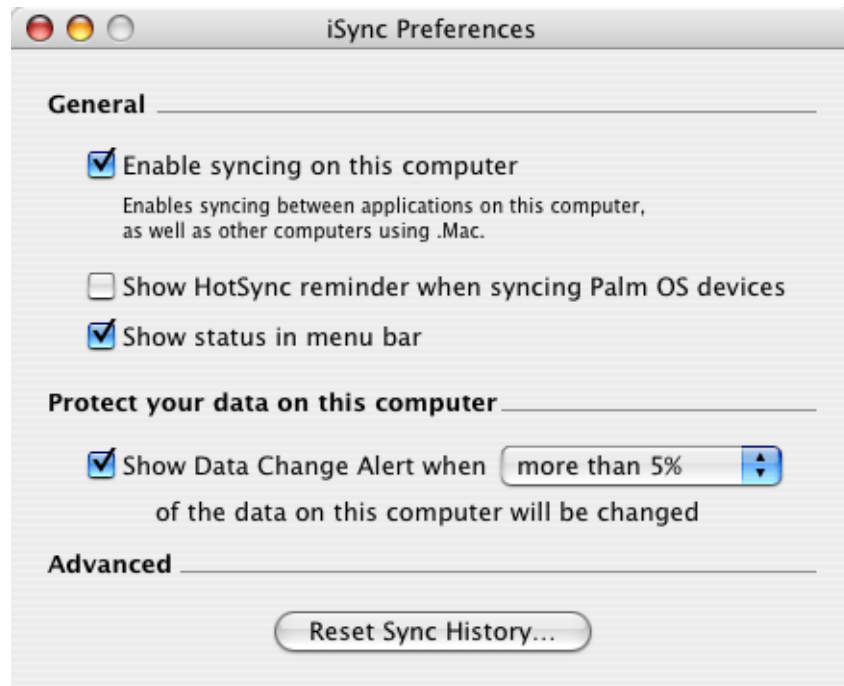 iSync Preferences
General
Enable syncing on this computer
Enables syncing between applications on this computer,
as well as other computers using .Mac.
Show HotSync reminder when syncing Palm OS devices
Show status in menu bar
Protect your data on this computer
Show Data Change Alert when more than 5%
of the data on this computer will be changed
Advanced
Reset Sync History...